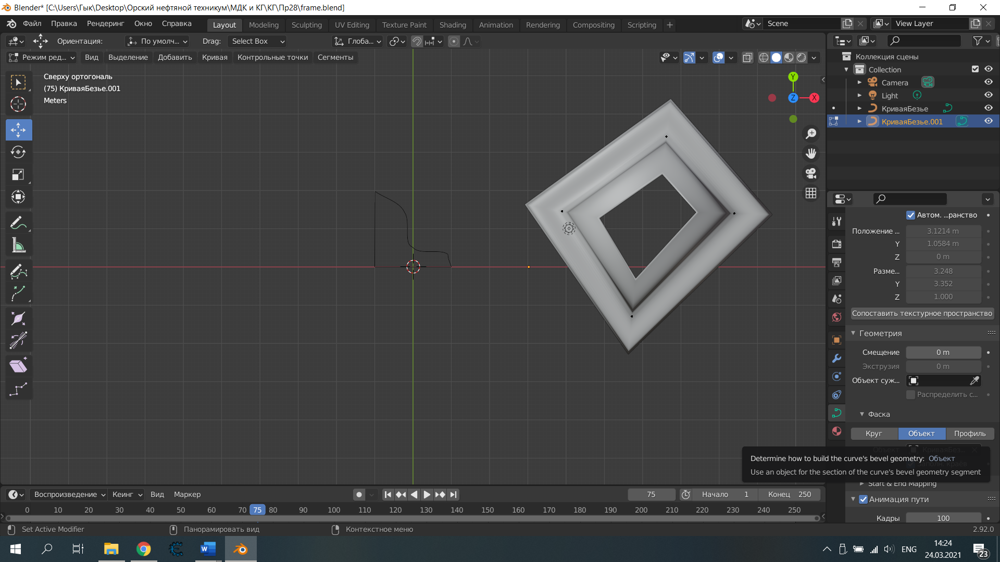 Blender* [C:\Users\Гык\Desktop\Орский нефтяной техникум\МДК и КГ\КГ\Пр28\frame.blend]
Файл Правка Рендеринг Окно Справка Layout Modeling Sculpting UV Editing Texture Paint Shading Animation Rendering Compositing Scripting + Scene View Layer
Ориентация: По умолч... Drag: Select Box Глоба...
Режим ред... Вид Выделение Добавить Кривая Контрольные точки Сегменты
Сверху ортогональ
(75) КриваяБезье.001
Meters
Y
Z
X
Коллекция сцены
Collection
Camera
Light
КриваяБезье
КриваяБезье.001
Автом. ...ранство
Положение ... 3.1214 m
Y 1.0584 m
Z 0 m
Разме... 3.248
Y 3.352
Z 1.000
Сопоставить текстурное пространство
Геометрия
Смещение 0 m
Экструзия 0 m
Объект суж...
Распределить с...
Фаска
Круг Объект Профиль
Determine how to build the curve's bevel geometry: Объект
Use an object for the section of the curve's bevel geometry segment
Start & End Mapping
Анимация пути
Кадры 100
Воспроизведение Кеинг Вид Маркер 75 Начало 1 Конец 250
0 10 20 30 40 50 60 70 75 80 100 110 120 130 140 150 160 170 180 190 200 210 220 230 240 250
Set Active Modifier Панорамировать вид Контекстное меню 2.92.0
ENG
14:24
24.03.2021
23